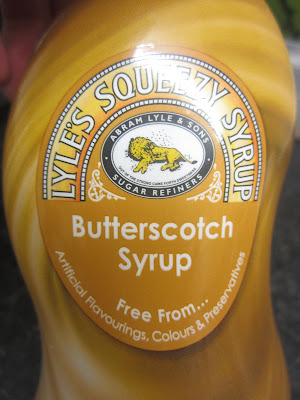 LYLE'S SQUEEZY SYRUP
ABRAM LYLE & SONS
SUGAR REFINERS
Butterscotch
Syrup
Free From...
Artificial Flavourings, Colours & Preservatives